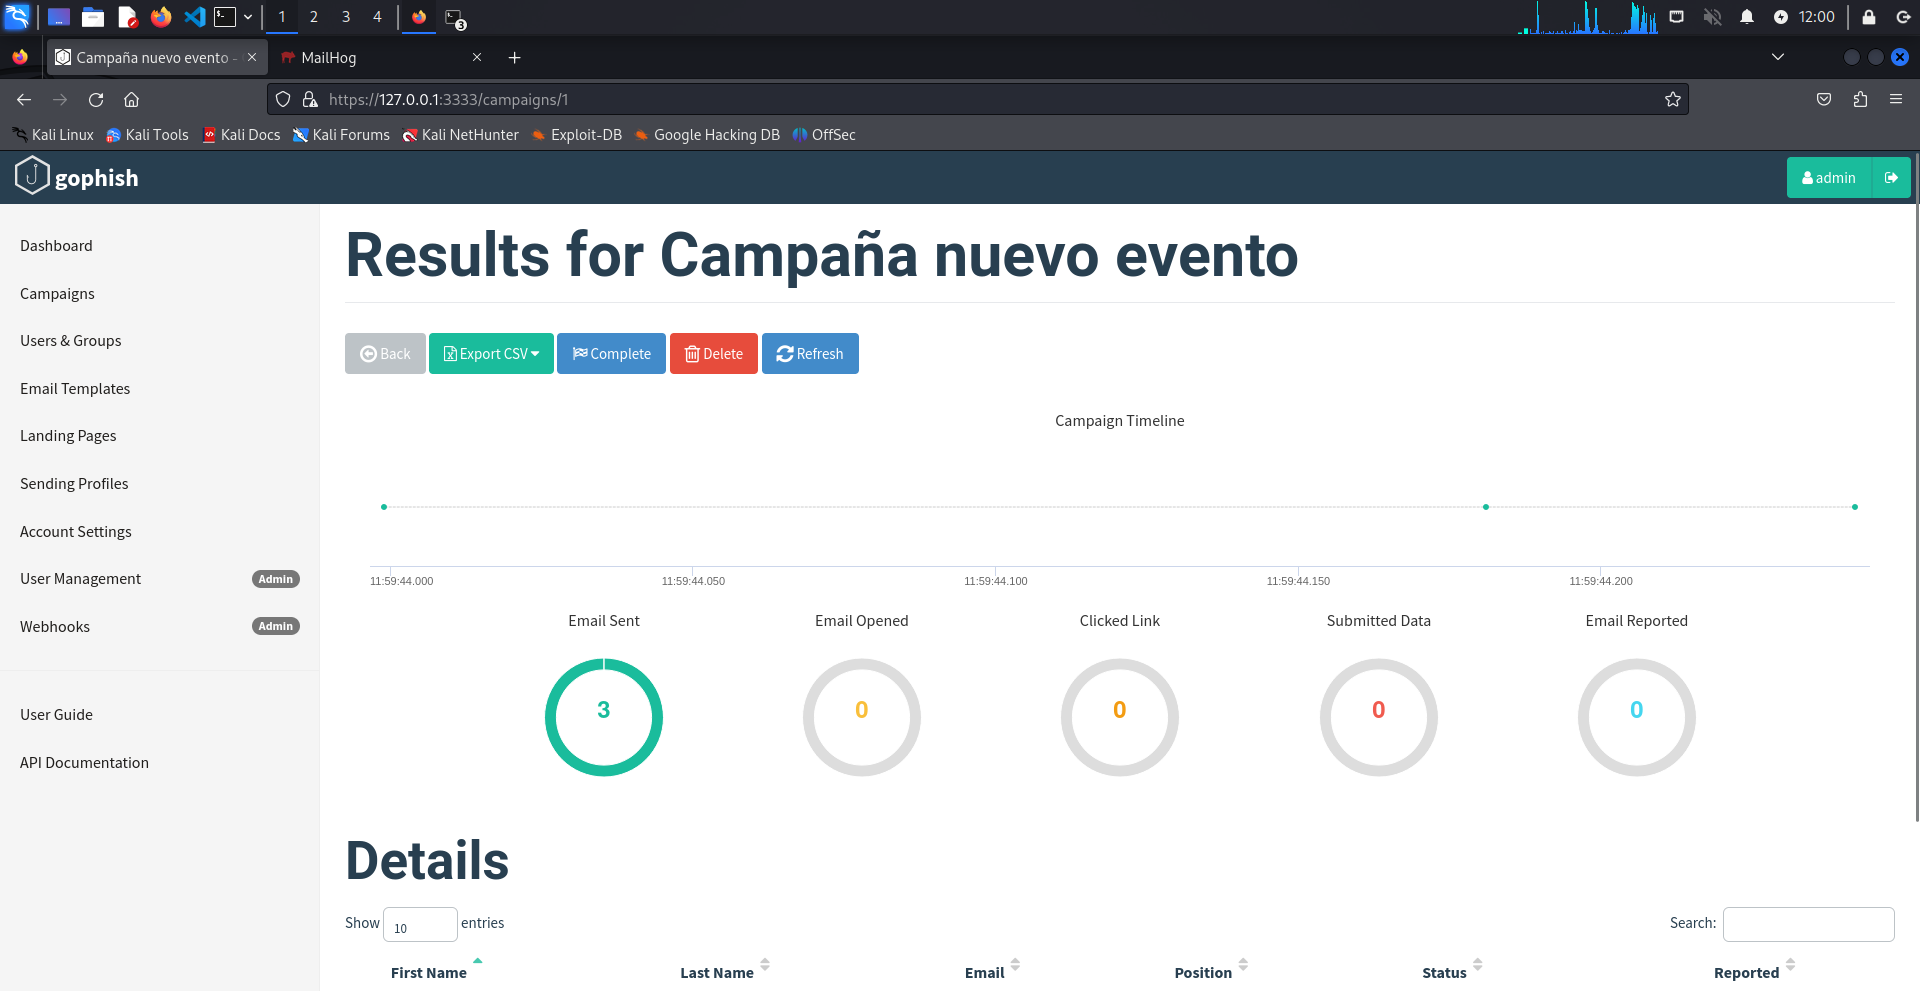 1 2 3 4 3 12:00
Campaña nuevo evento - MailHog
https://127.0.0.1:3333/campaigns/1
Kali Linux Kali Tools Kali Docs Kali Forums Kali NetHunter Exploit-DB Google Hacking DB OffSec
gophish admin
Dashboard
Campaigns
Users & Groups
Email Templates
Landing Pages
Sending Profiles
Account Settings
User Management Admin
Webhooks Admin
User Guide
API Documentation
Results for Campaña nuevo evento
Back Export CSV Complete Delete Refresh
Campaign Timeline
11:59:44.000 11:59:44.050 11:59:44.100 11:59:44.150 11:59:44.200
Email Sent Email Opened Clicked Link Submitted Data Email Reported
3 0 0 0 0
Details
Show 10 entries Search:
First Name Last Name Email Position Status Reported